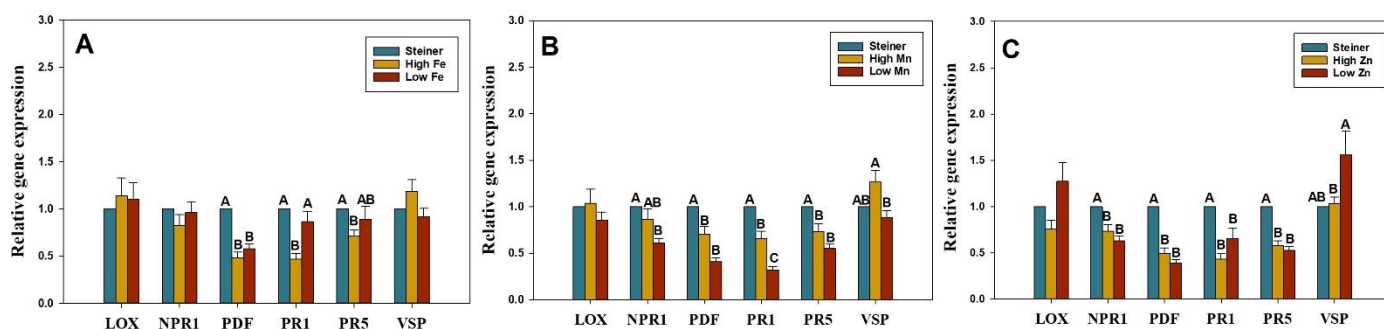 A
Relative gene expression
3.0
2.5
2.0
1.5
1.0
0.5
0.0
Steiner
High Fe
Low Fe
A
B
B
A
B
A
A
B
AB
LOX NPR1 PDF PR1 PR5 VSP
B
Relative gene expression
3.0
2.5
2.0
1.5
1.0
0.5
0.0
Steiner
High Mn
Low Mn
A
AB
B
A
B
B
A
B
C
A
B
B
AB
A
B
LOX NPR1 PDF PR1 PR5 VSP
C
Relative gene expression
3.0
2.5
2.0
1.5
1.0
0.5
0.0
Steiner
High Zn
Low Zn
A
B
B
A
B
B
A
B
B
A
B
B
AB
B
A
LOX NPR1 PDF PR1 PR5 VSP